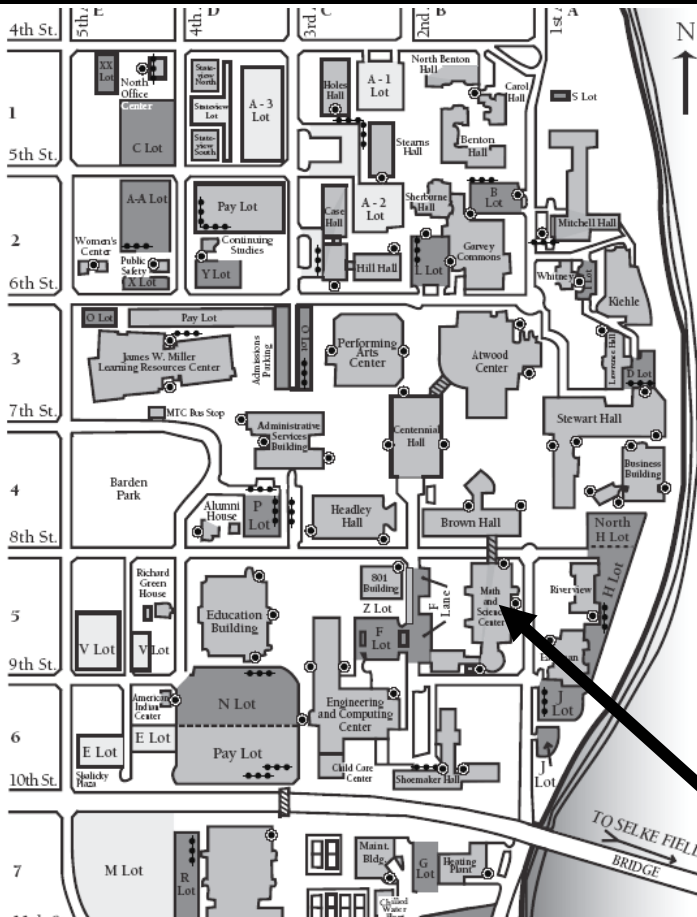 5th A
E
4th A
D
3rd A
C
2nd A
B
1st A
A
4th St.
N
XX
Lot
North
Office
Center
C Lot
State-
view
North
Stateview
Lot
State-
view
South
A - 3
Lot
Holes
Hall
A - 1
Lot
Stearns
Hall
North Benton
Hall
Carol
Hall
Benton
Hall
S Lot
1
5th St.
A-A Lot
Pay Lot
Case
Hall
A - 2
Lot
Sherburne
Hall
B
Lot
Mitchell Hall
2
Women's
Center
Public
Safety
X Lot
Continuing
Studies
Y Lot
Hill Hall
L Lot
Garvey
Commons
Whitney
Kiehle
6th St.
O Lot
Pay Lot
James W. Miller
Learning Resources Center
Admissions
Parking
O Lot
Performing
Arts
Center
Atwood
Center
Lawrence Hall
D Lot
3
7th St.
MTC Bus Stop
Administrative
Services
Building
Centennial
Hall
Stewart Hall
Business
Building
4
Barden
Park
Alumni
House
P
Lot
Headley
Hall
Brown Hall
North
H Lot
8th St.
Richard
Green
House
Education
Building
801
Building
Z Lot
F
Lot
F
Lane
Math
and
Science
Center
Riverview
H Lot
5
V Lot
V Lot
9th St.
American
Indian
Center
N Lot
Engineering
and Computing
Center
J
Lot
6
E Lot
E Lot
Pay Lot
Child Care
Center
Shoemaker Hall
J
Lot
10th St.
Skalicky
Plaza
TO SELKE FIELD
BRIDGE
7
M Lot
R
Lot
Maint.
Bldg.
G
Lot
Heating
Plant
Chilled
Water